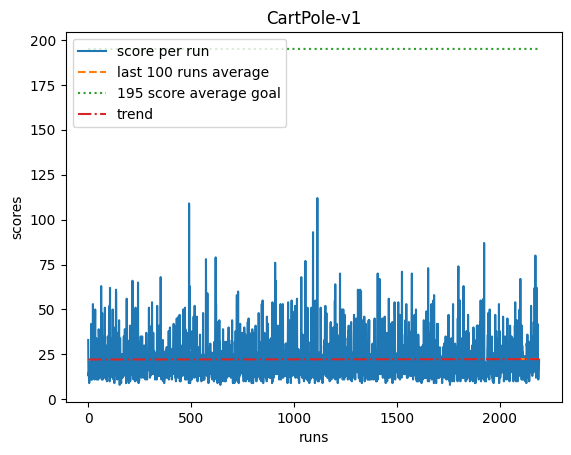 CartPole-v1
200
175
150
125
100
75
50
25
0
scores
score per run
last 100 runs average
195 score average goal
trend
0
500
1000
1500
2000
runs